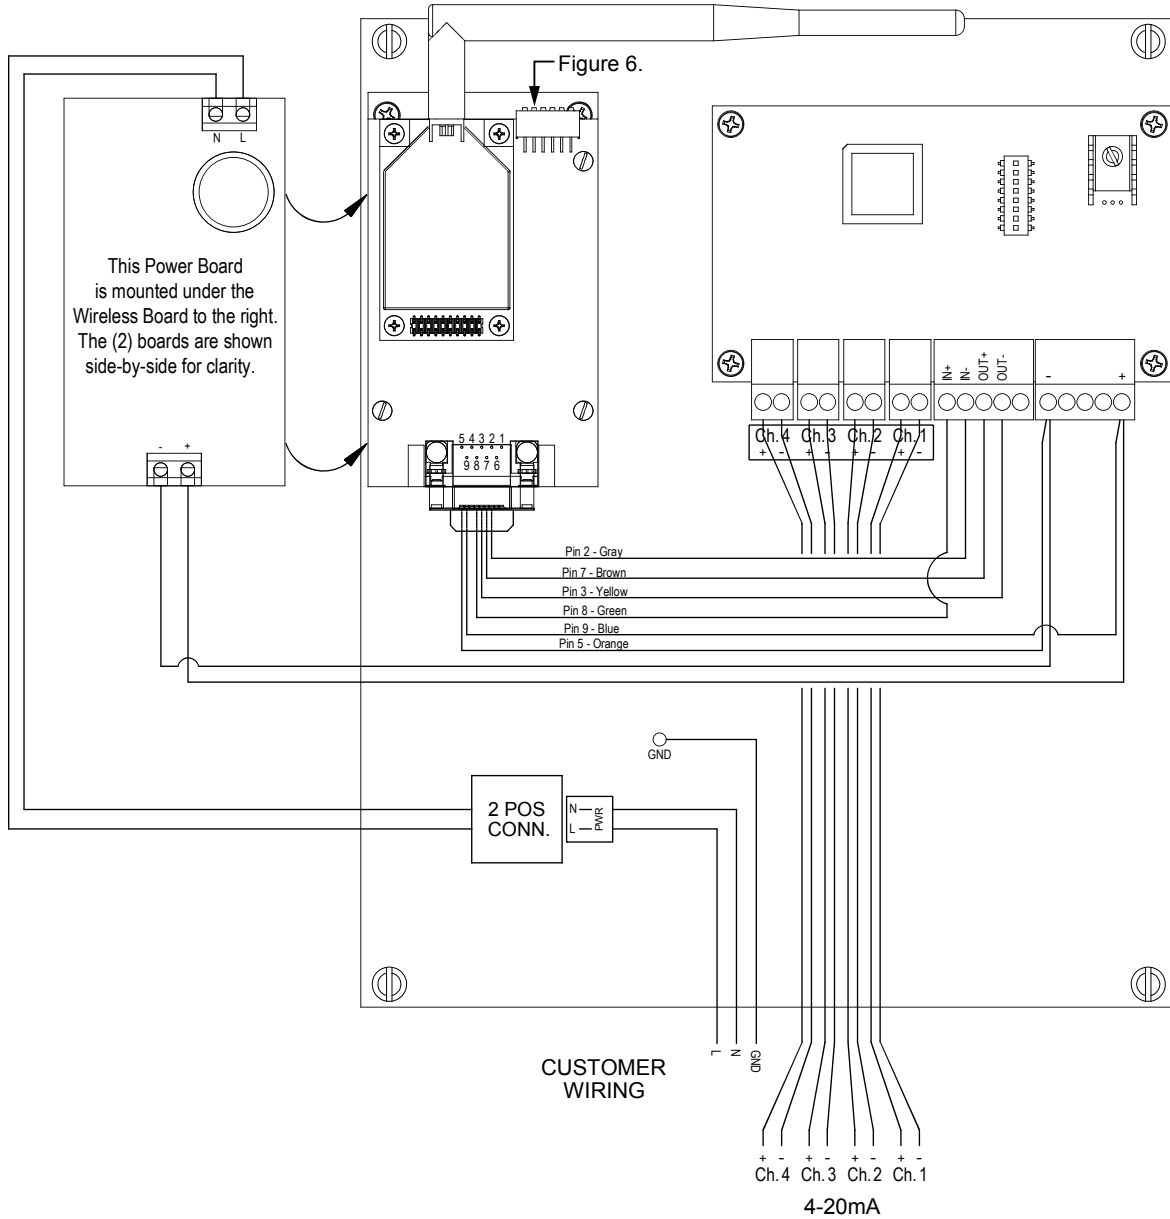 Figure 6.
N L
This Power Board
is mounted under the
Wireless Board to the right.
The (2) boards are shown
side-by-side for clarity.
- +
5 4 3 2 1
9 8 7 6
IN+
IN-
OUT+
OUT-
- +
Ch.4 Ch.3 Ch.2 Ch.1
+ - + - + - + -
Pin 2 - Gray
Pin 7 - Brown
Pin 3 - Yellow
Pin 8 - Green
Pin 9 - Blue
Pin 5 - Orange
GND
2 POS
CONN.
N
L
PWR
L
N
GND
CUSTOMER
WIRING
+ - + - + - + -
Ch.4 Ch.3 Ch.2 Ch.1
4-20mA